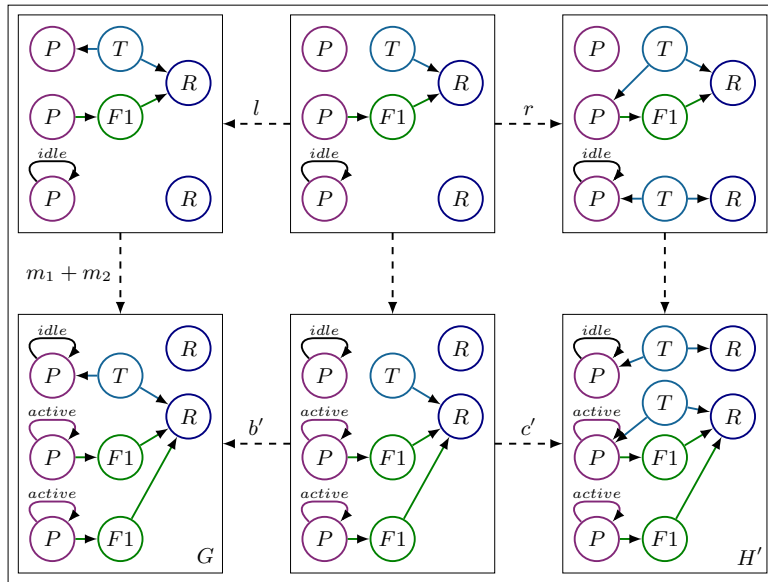 P T P T P T
R R R
P F1 l P F1 r P F1
idle idle idle
P R P R P T R
m₁ + m₂
idle R idle R idle T R
P T P T P
active R active R active T R
P F1 b′ P F1 c′ P F1
active active active
P F1 P F1 P F1
G H′